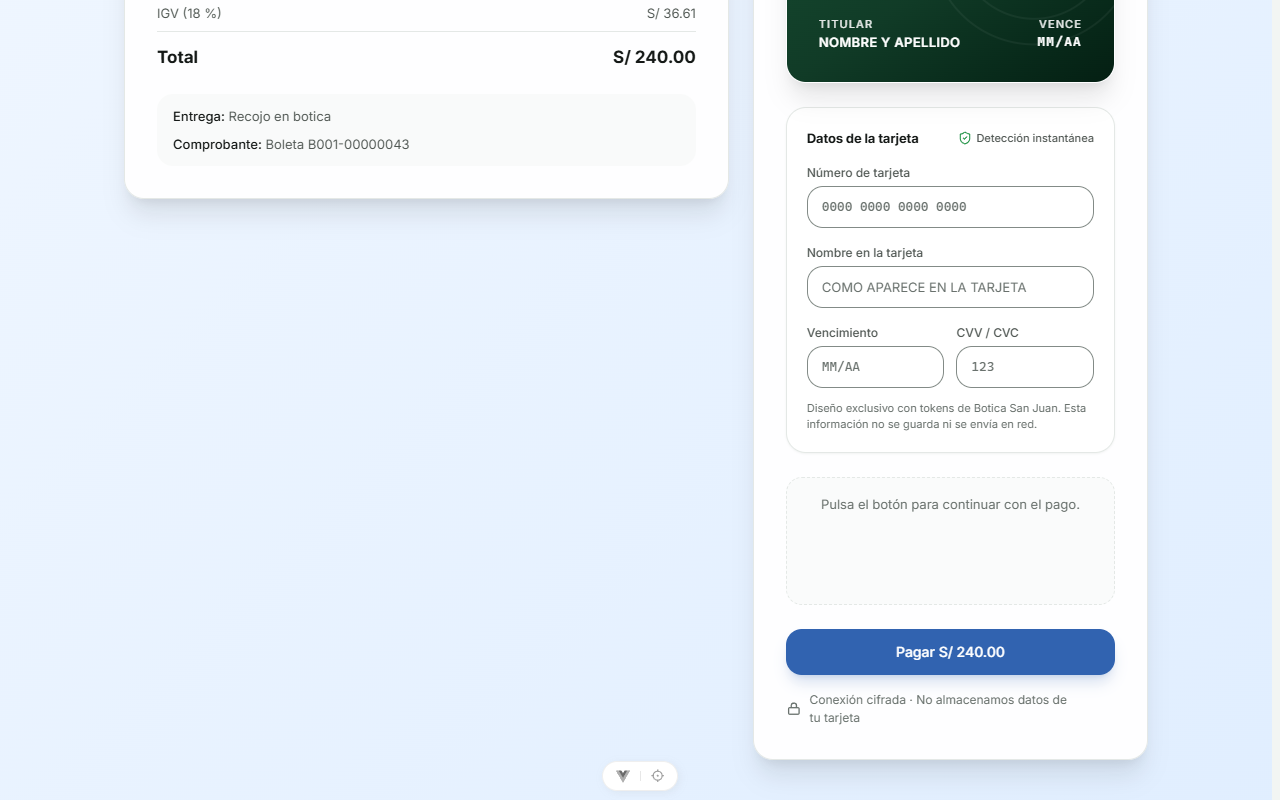 IGV (18 %) S/ 36.61
Total S/ 240.00
Entrega: Recojo en botica
Comprobante: Boleta B001-00000043
TITULAR VENCE
NOMBRE Y APELLIDO MM/AA
Datos de la tarjeta Detección instantánea
Número de tarjeta
0000 0000 0000 0000
Nombre en la tarjeta
COMO APARECE EN LA TARJETA
Vencimiento CVV / CVC
MM/AA 123
Diseño exclusivo con tokens de Botica San Juan. Esta
información no se guarda ni se envía en red.
Pulsa el botón para continuar con el pago.
Pagar S/ 240.00
Conexión cifrada · No almacenamos datos de
tu tarjeta